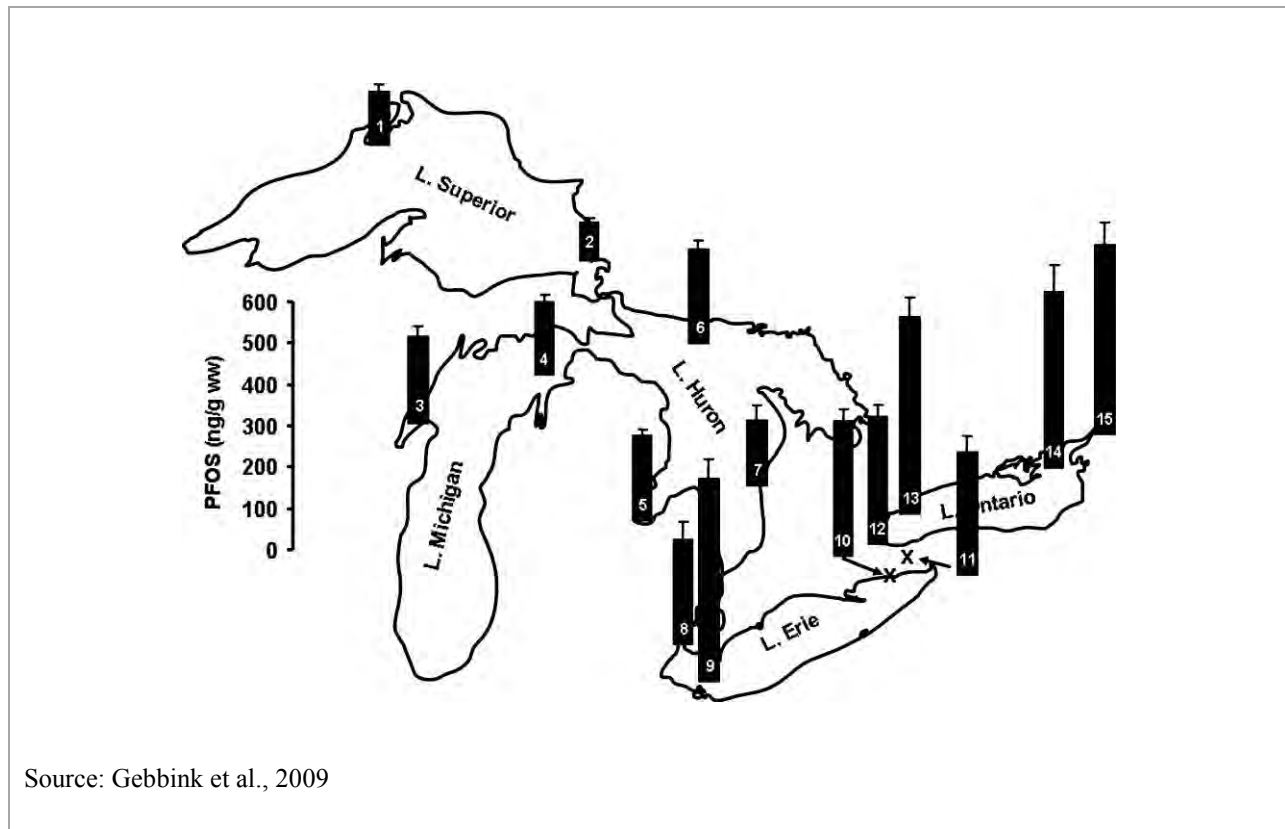 1
L. Superior
2
600
500
400
300
200
100
0
PFOS (ng/g ww)
3
4
6
L. Huron
L. Michigan
5
7
8
9
10
12
13
11
14
15
L. Ontario
X
X
L. Erie
&
Source: Gebbink et al., 2009